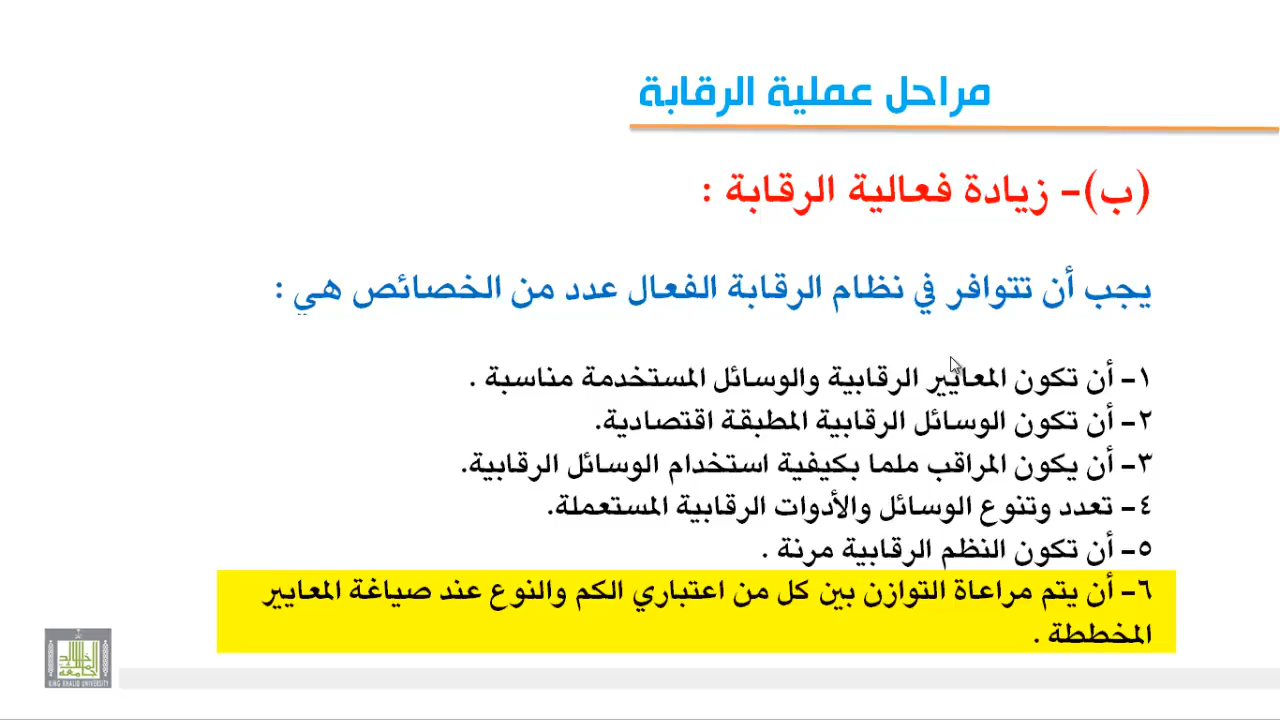 مراحل عملية الرقابة
(ب)- زيادة فعالية الرقابة :
يجب أن تتوافر في نظام الرقابة الفعال عدد من الخصائص هي :
١- أن تكون المعايير الرقابية والوسائل المستخدمة مناسبة .
٢- أن تكون الوسائل الرقابية المطبقة اقتصادية.
٣- أن يكون المراقب ملما بكيفية استخدام الوسائل الرقابية.
٤- تعدد وتنوع الوسائل والأدوات الرقابية المستعملة.
٥- أن تكون النظم الرقابية مرنة .
٦- أن يتم مراعاة التوازن بين كل من اعتباري الكم والنوع عند صياغة المعايير
المخططة .
KING KHALID UNIVERSITY